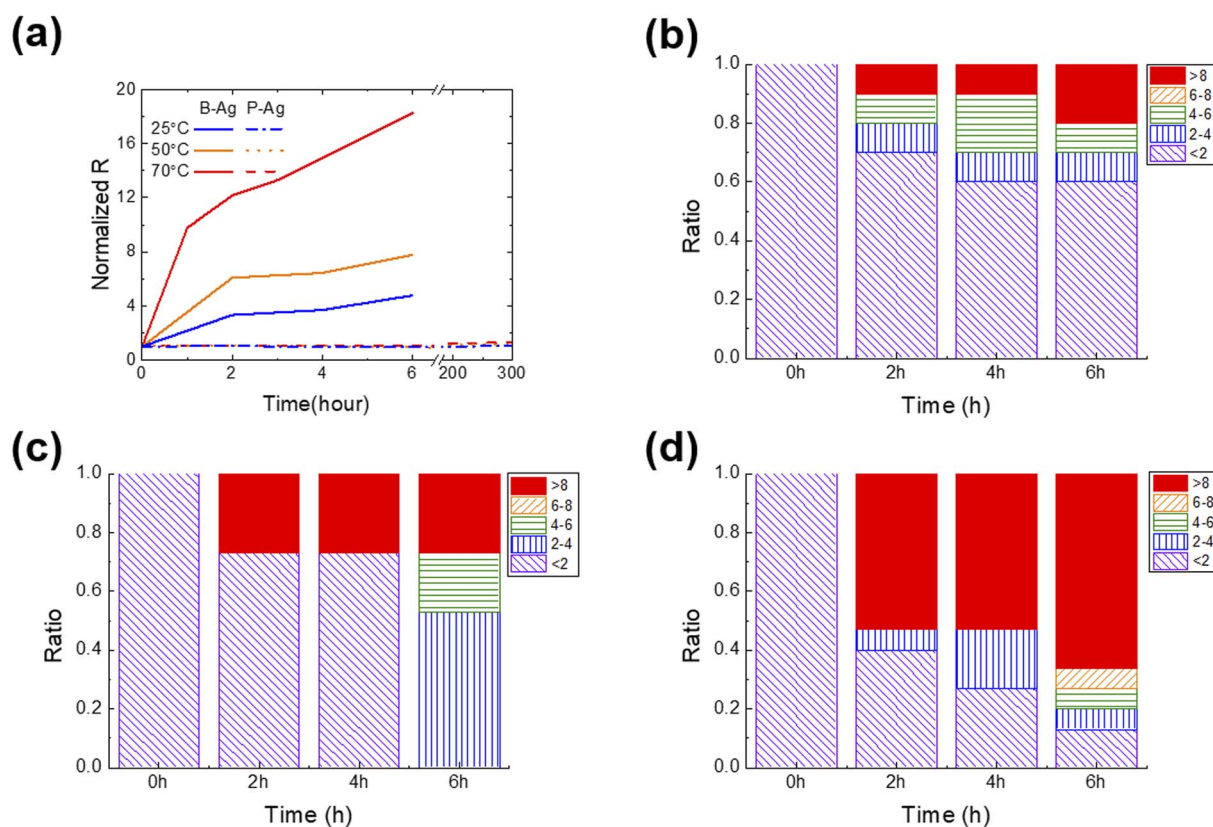 (a)
20
16
12
8
4
0
Normalized R
B-Ag P-Ag
25°C
50°C
70°C
0 2 4 6 200 300
Time(hour)
(b)
1.0
0.8
0.6
0.4
0.2
0.0
Ratio
0h 2h 4h 6h
Time (h)
>8
6-8
4-6
2-4
<2
(c)
1.0
0.8
0.6
0.4
0.2
0.0
Ratio
0h 2h 4h 6h
Time (h)
>8
6-8
4-6
2-4
<2
(d)
1.0
0.8
0.6
0.4
0.2
0.0
Ratio
0h 2h 4h 6h
Time (h)
>8
6-8
4-6
2-4
<2